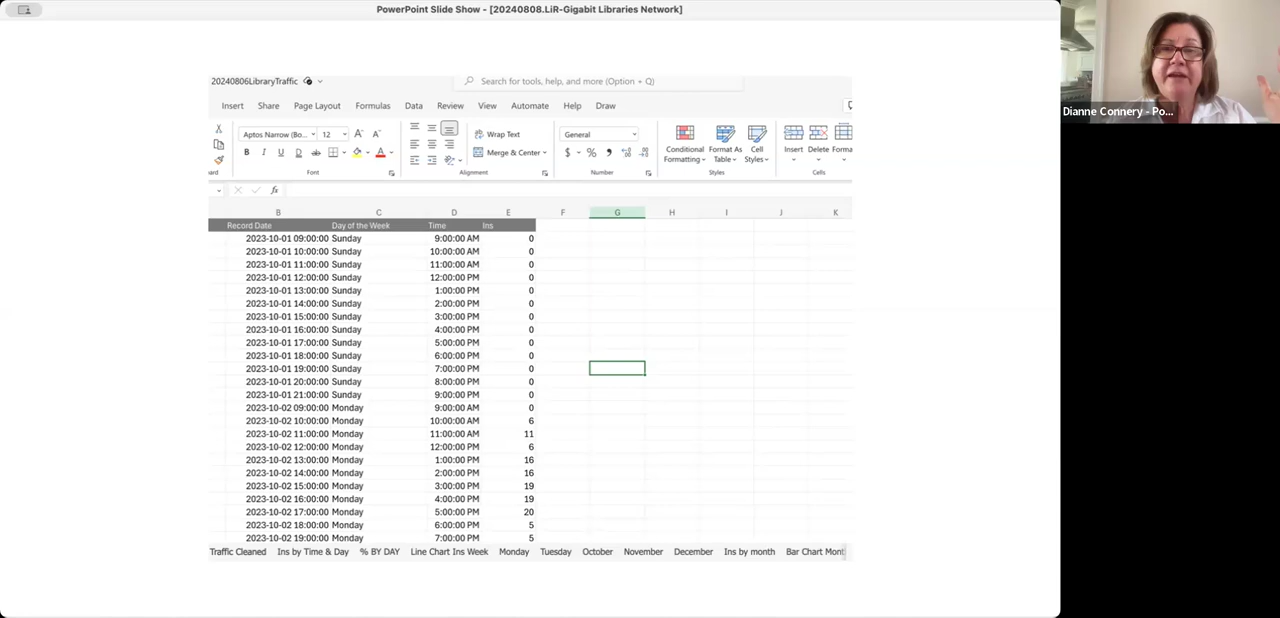 PowerPoint Slide Show - [20240808.LiR-Gigabit Libraries Network]
Dianne Connery - Po...
20240806LibraryTraffic
Search for tools, help, and more (Option + Q)
Insert Share Page Layout Formulas Data Review View Automate Help Draw
Aptos Narrow (Bo... 12 A A Wrap Text General Conditional Format As Cell Insert Delete Forma
B I U D ab A Merge & Center $ % 9 Formatting Table Styles
ard Font Alignment Number Styles Cells
fx
B C D E F G H I J K
Record Date Day of the Week Time Ins
2023-10-01 09:00:00 Sunday 9:00:00 AM 0
2023-10-01 10:00:00 Sunday 10:00:00 AM 0
2023-10-01 11:00:00 Sunday 11:00:00 AM 0
2023-10-01 12:00:00 Sunday 12:00:00 PM 0
2023-10-01 13:00:00 Sunday 1:00:00 PM 0
2023-10-01 14:00:00 Sunday 2:00:00 PM 0
2023-10-01 15:00:00 Sunday 3:00:00 PM 0
2023-10-01 16:00:00 Sunday 4:00:00 PM 0
2023-10-01 17:00:00 Sunday 5:00:00 PM 0
2023-10-01 18:00:00 Sunday 6:00:00 PM 0
2023-10-01 19:00:00 Sunday 7:00:00 PM 0
2023-10-01 20:00:00 Sunday 8:00:00 PM 0
2023-10-01 21:00:00 Sunday 9:00:00 PM 0
2023-10-02 09:00:00 Monday 9:00:00 AM 0
2023-10-02 10:00:00 Monday 10:00:00 AM 6
2023-10-02 11:00:00 Monday 11:00:00 AM 11
2023-10-02 12:00:00 Monday 12:00:00 PM 6
2023-10-02 13:00:00 Monday 1:00:00 PM 16
2023-10-02 14:00:00 Monday 2:00:00 PM 16
2023-10-02 15:00:00 Monday 3:00:00 PM 19
2023-10-02 16:00:00 Monday 4:00:00 PM 19
2023-10-02 17:00:00 Monday 5:00:00 PM 20
2023-10-02 18:00:00 Monday 6:00:00 PM 5
2023-10-02 19:00:00 Monday 7:00:00 PM 5
Traffic Cleaned Ins by Time & Day % BY DAY Line Chart Ins Week Monday Tuesday October November December Ins by month Bar Chart Mont